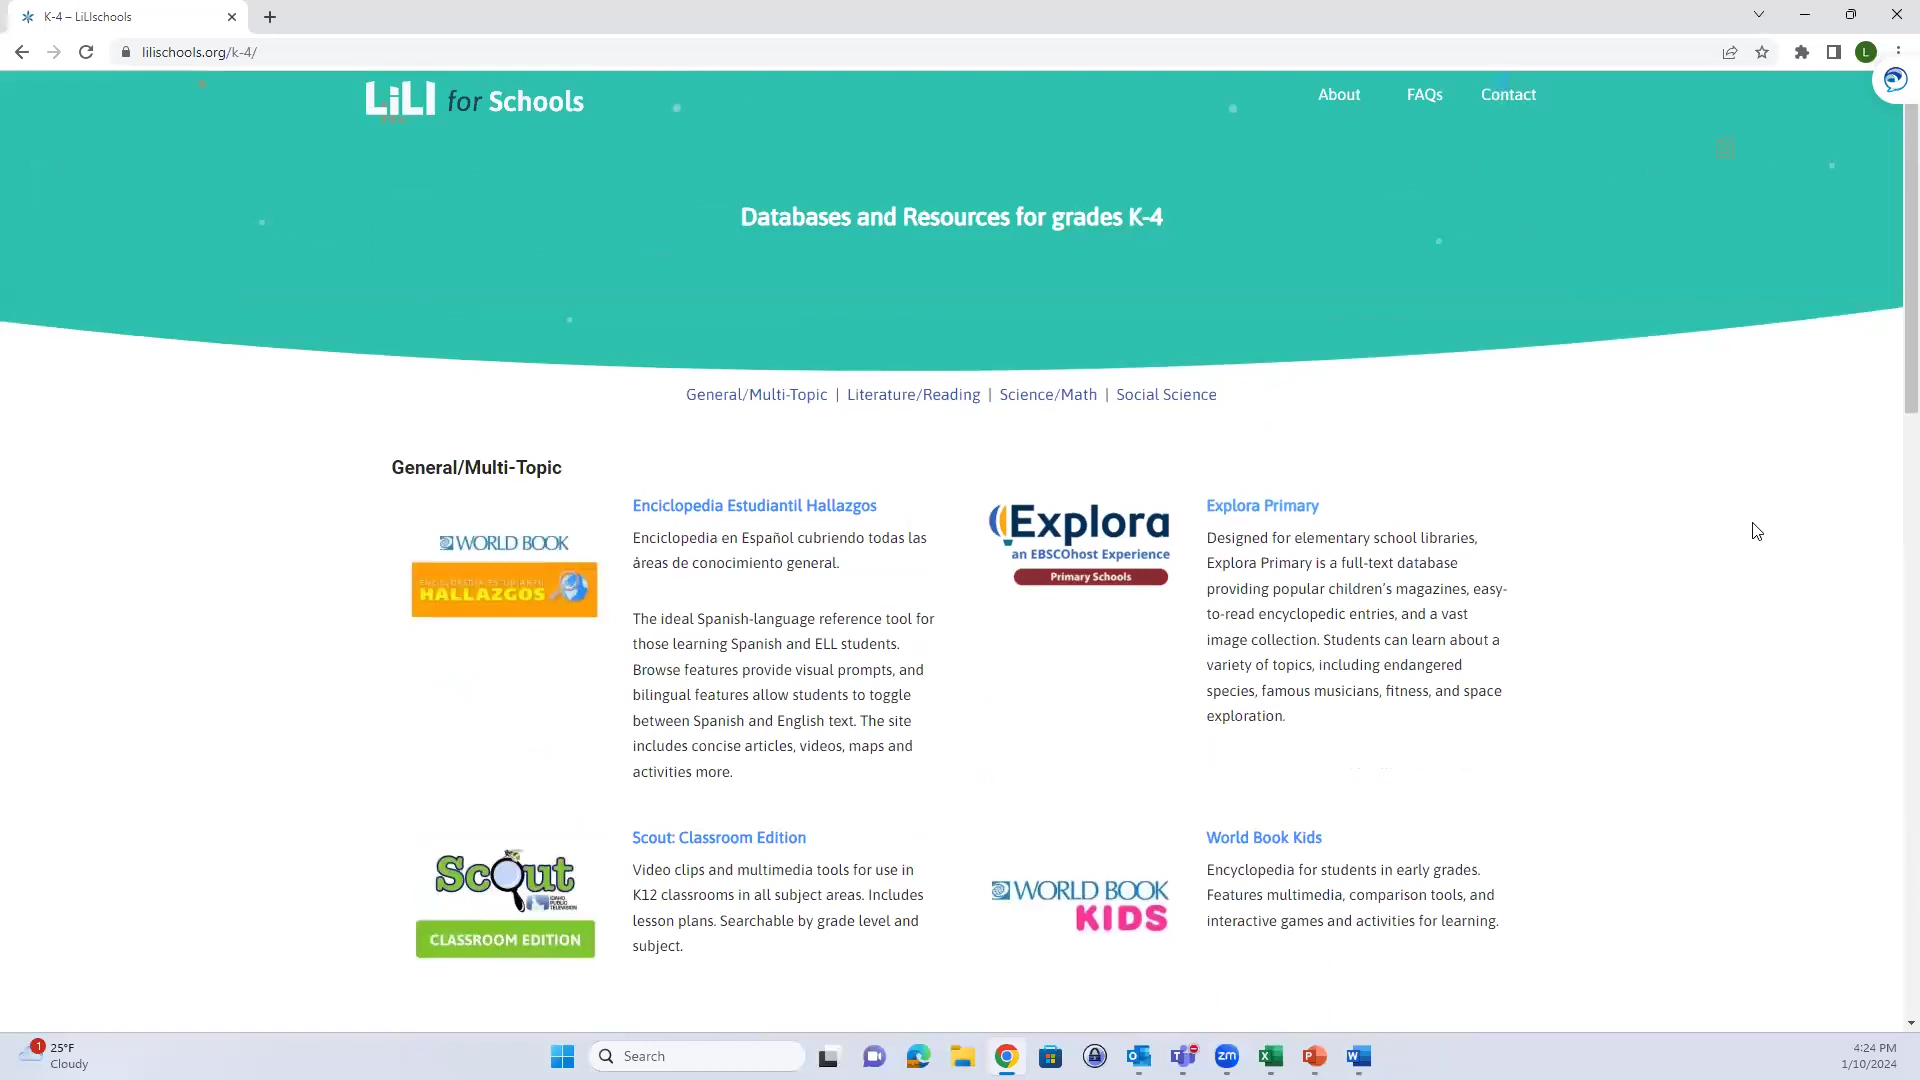 K-4 – LiLIschools
lilischools.org/k-4/
L
LiLI for Schools
About
FAQs
Contact
Databases and Resources for grades K-4
General/Multi-Topic | Literature/Reading | Science/Math | Social Science
General/Multi-Topic
WORLD BOOK
ENCICLOPEDIA ESTUDIANTIL
HALLAZGOS
Enciclopedia Estudiantil Hallazgos
Enciclopedia en Español cubriendo todas las
áreas de conocimiento general.
The ideal Spanish-language reference tool for
those learning Spanish and ELL students.
Browse features provide visual prompts, and
bilingual features allow students to toggle
between Spanish and English text. The site
includes concise articles, videos, maps and
activities more.
Explora
an EBSCOhost Experience
Primary Schools
Explora Primary
Designed for elementary school libraries,
Explora Primary is a full-text database
providing popular children’s magazines, easy-
to-read encyclopedic entries, and a vast
image collection. Students can learn about a
variety of topics, including endangered
species, famous musicians, fitness, and space
exploration.
Scout
IDAHO
PUBLIC
TELEVISION
CLASSROOM EDITION
Scout: Classroom Edition
Video clips and multimedia tools for use in
K12 classrooms in all subject areas. Includes
lesson plans. Searchable by grade level and
subject.
WORLD BOOK
KIDS
World Book Kids
Encyclopedia for students in early grades.
Features multimedia, comparison tools, and
interactive games and activities for learning.
1
25°F
Cloudy
Search
zm
4:24 PM
1/10/2024